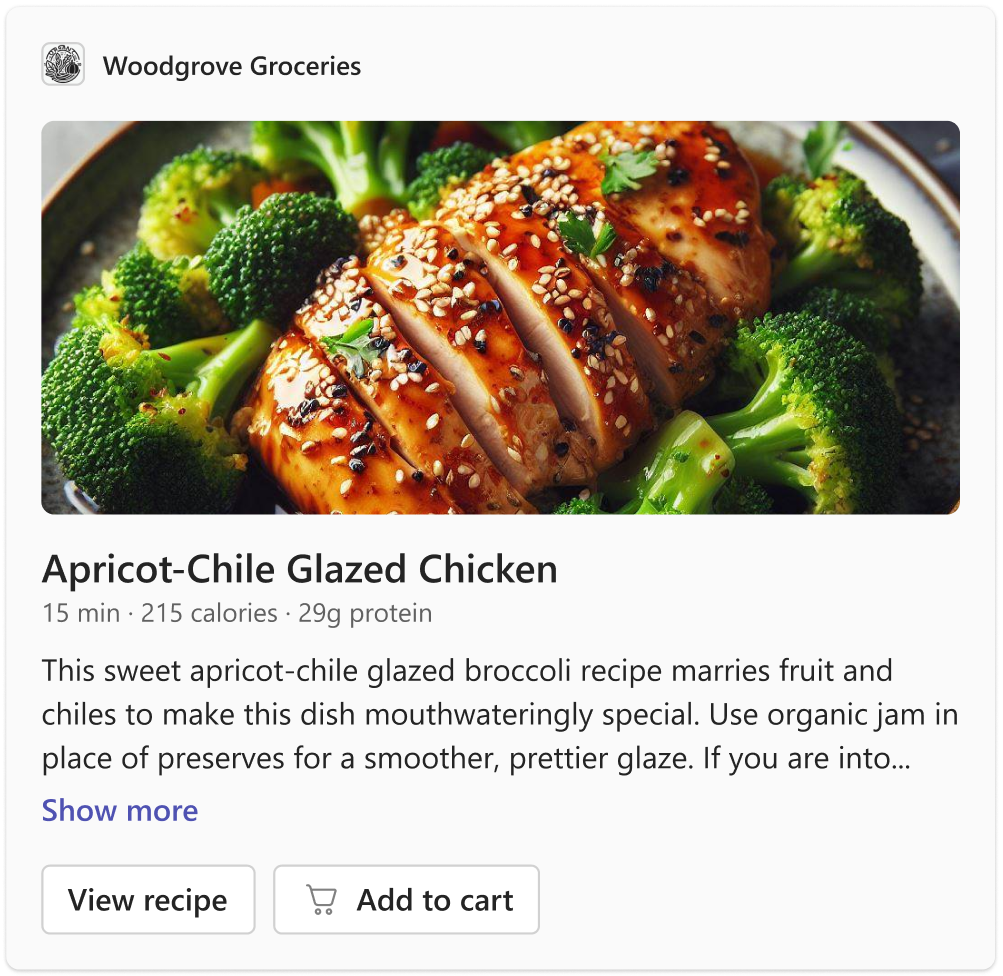 Woodgrove Groceries
Apricot-Chile Glazed Chicken
15 min · 215 calories · 29g protein
This sweet apricot-chile glazed broccoli recipe marries fruit and
chiles to make this dish mouthwateringly special. Use organic jam in
place of preserves for a smoother, prettier glaze. If you are into...
Show more
View recipe
Add to cart